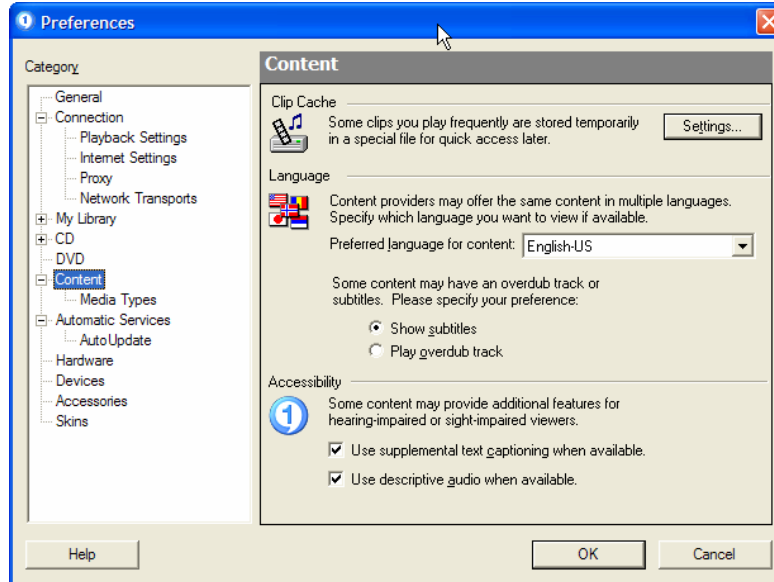 Preferences
Category
General
Connection
Playback Settings
Internet Settings
Proxy
Network Transports
My Library
CD
DVD
Content
Media Types
Automatic Services
AutoUpdate
Hardware
Devices
Accessories
Skins
Content
Clip Cache
Some clips you play frequently are stored temporarily
in a special file for quick access later.
Settings...
Language
Content providers may offer the same content in multiple languages.
Specify which language you want to view if available.
Preferred language for content: English-US
Some content may have an overdub track or
subtitles. Please specify your preference:
Show subtitles
Play overdub track
Accessibility
Some content may provide additional features for
hearing-impaired or sight-impaired viewers.
Use supplemental text captioning when available.
Use descriptive audio when available.
Help
OK
Cancel